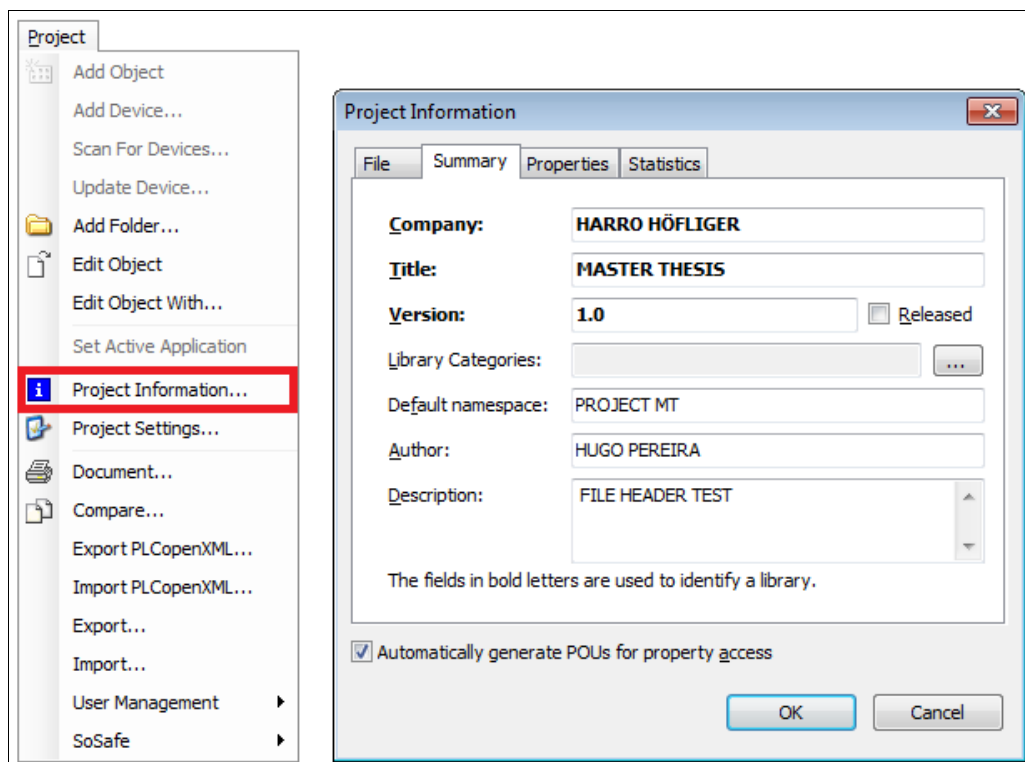 Project
Add Object
Add Device...
Scan For Devices...
Update Device...
Add Folder...
Edit Object
Edit Object With...
Set Active Application
Project Information...
Project Settings...
Document...
Compare...
Export PLCopenXML...
Import PLCopenXML...
Export...
Import...
User Management
SoSafe
Project Information
File Summary Properties Statistics
Company: HARRO HÖFLIGER
Title: MASTER THESIS
Version: 1.0 Released
Library Categories: ...
Default namespace: PROJECT MT
Author: HUGO PEREIRA
Description: FILE HEADER TEST
The fields in bold letters are used to identify a library.
Automatically generate POUs for property access
OK Cancel